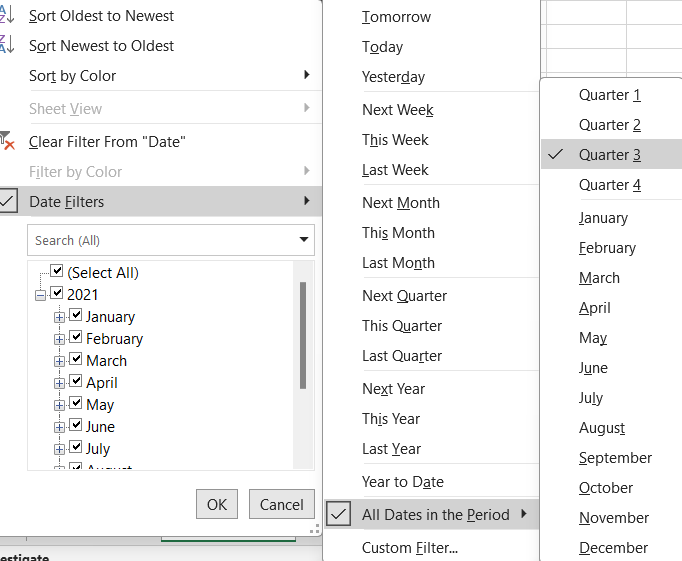 Sort Oldest to Newest
Sort Newest to Oldest
Sort by Color
Sheet View
Clear Filter From "Date"
Filter by Color
Date Filters
Search (All)
(Select All)
2021
January
February
March
April
May
June
July
August
OK
Cancel
estigate
Tomorrow
Today
Yesterday
Next Week
This Week
Last Week
Next Month
This Month
Last Month
Next Quarter
This Quarter
Last Quarter
Next Year
This Year
Last Year
Year to Date
All Dates in the Period
Custom Filter...
Quarter 1
Quarter 2
Quarter 3
Quarter 4
January
February
March
April
May
June
July
August
September
October
November
December